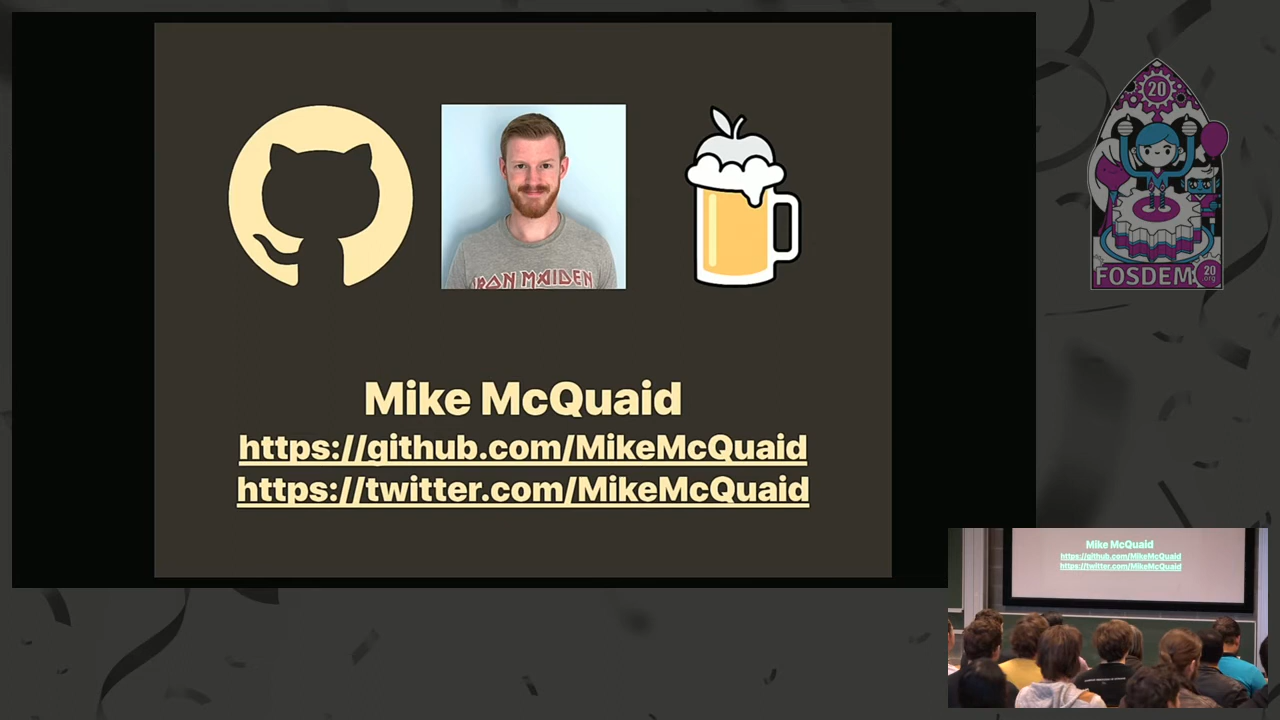 IRON MAIDEN
Mike McQuaid
https://github.com/MikeMcQuaid
https://twitter.com/MikeMcQuaid
20
FOSDEM
20
org
Mike McQuaid
https://github.com/MikeMcQuaid
https://twitter.com/MikeMcQuaid